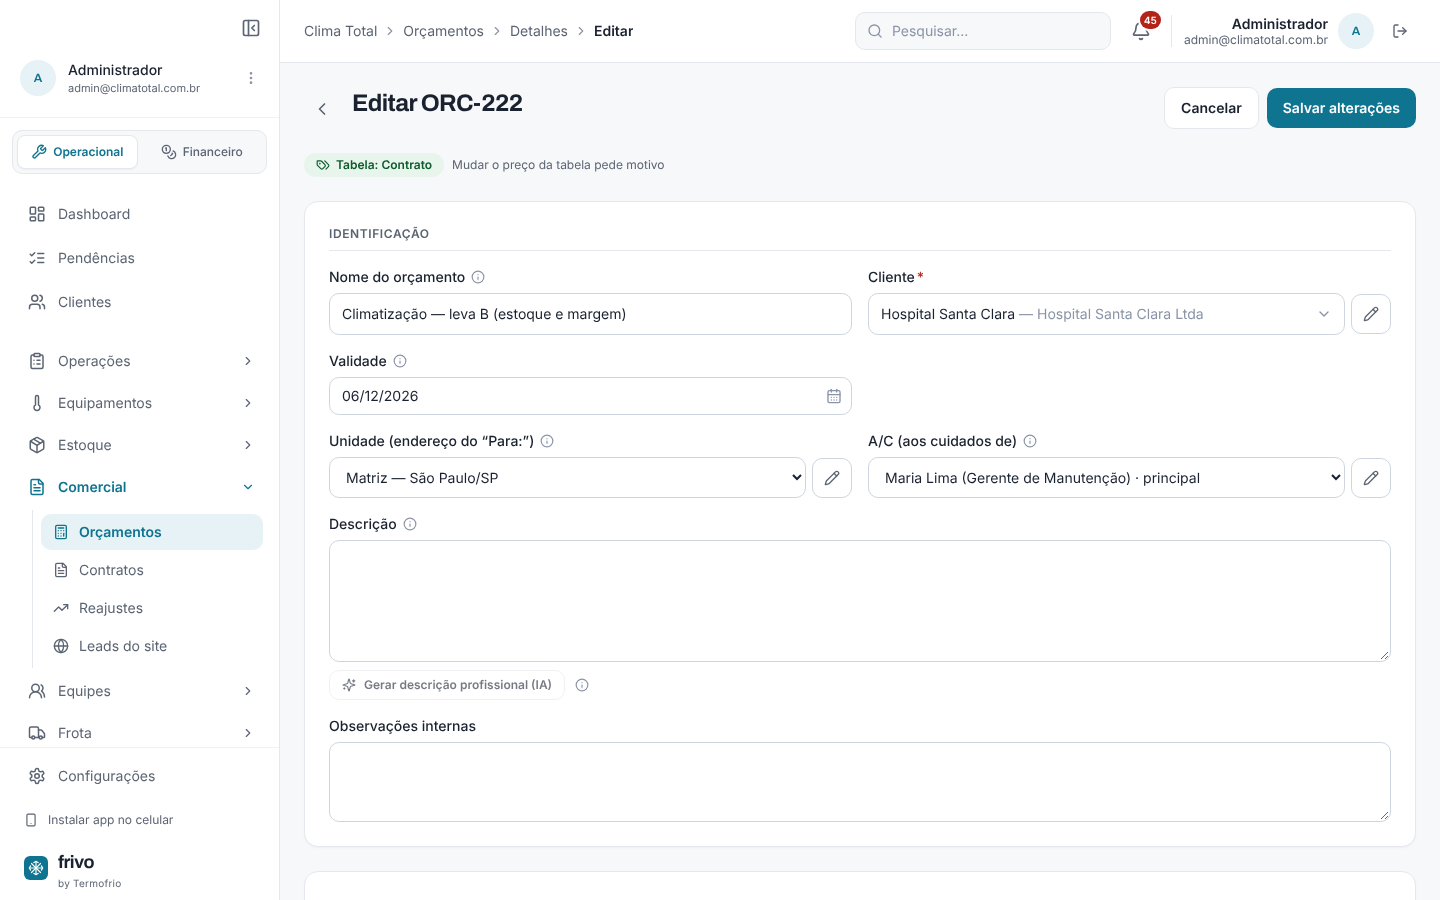 Administrador
admin@climatotal.com.br
Operacional
Financeiro
Dashboard
Pendências
Clientes
Operações
Equipamentos
Estoque
Comercial
Orçamentos
Contratos
Reajustes
Leads do site
Equipes
Frota
Configurações
Instalar app no celular
frivo
by Termofrio
Clima Total > Orçamentos > Detalhes > Editar
Pesquisar...
45
Administrador
admin@climatotal.com.br
A
A
Editar ORC-222
Cancelar
Salvar alterações
Tabela: Contrato
Mudar o preço da tabela pede motivo
IDENTIFICAÇÃO
Nome do orçamento
Climatização — leva B (estoque e margem)
Cliente*
Hospital Santa Clara — Hospital Santa Clara Ltda
Validade
06/12/2026
Unidade (endereço do “Para:”)
Matriz — São Paulo/SP
A/C (aos cuidados de)
Maria Lima (Gerente de Manutenção) · principal
Descrição
Gerar descrição profissional (IA)
Observações internas